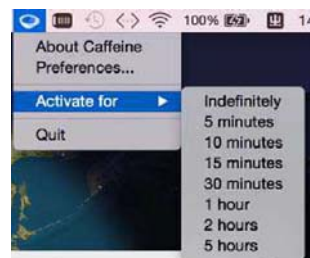 100%
14
About Caffeine
Preferences...
Activate for
Quit
Indefinitely
5 minutes
10 minutes
15 minutes
30 minutes
1 hour
2 hours
5 hours